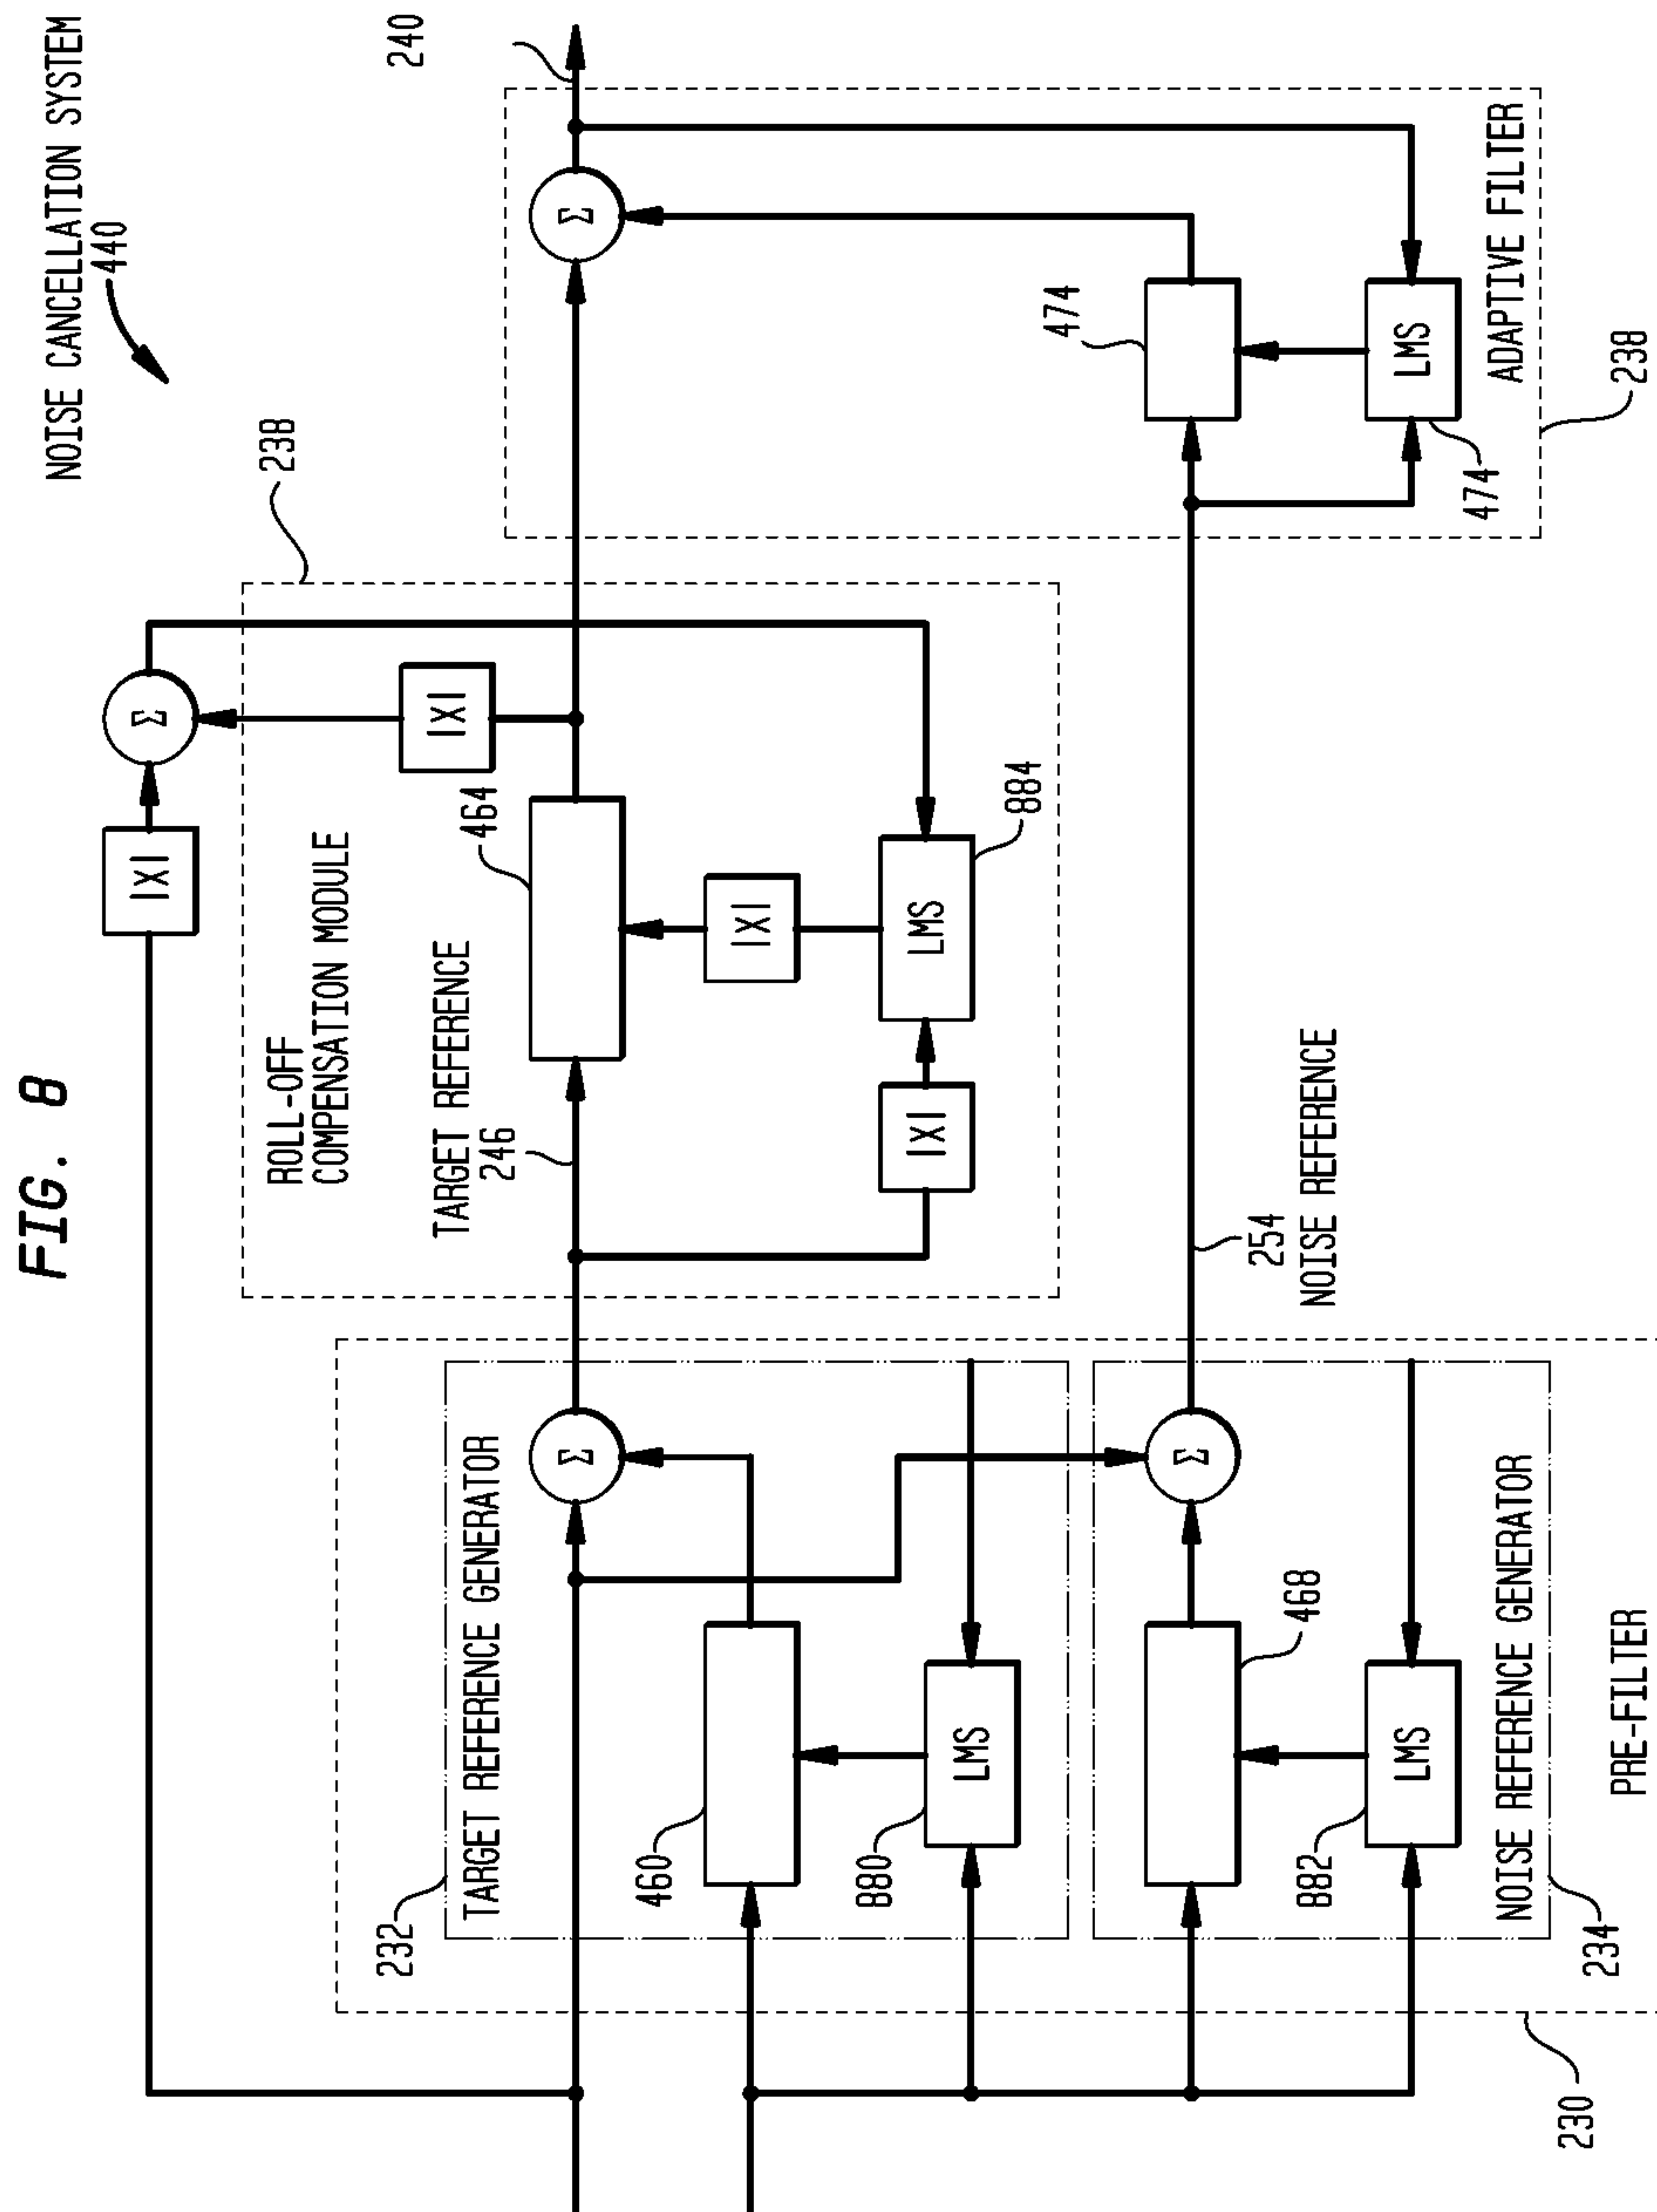 FIG. 8
NOISE CANCELLATION SYSTEM
440
|X|
Σ
238
ROLL-OFF
COMPENSATION MODULE
TARGET REFERENCE
246
464
|X|
|X|
|X|
LMS
884
240
Σ
474
LMS
474
ADAPTIVE FILTER
238
232
TARGET REFERENCE GENERATOR
Σ
460
880
LMS
254
NOISE REFERENCE
Σ
468
882
LMS
NOISE REFERENCE GENERATOR
234
PRE-FILTER
230